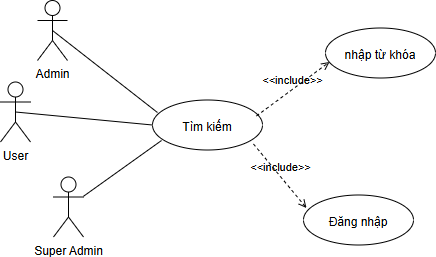 Admin
nhập từ khóa
<<include>>
User
Tìm kiếm
<<include>>
Super Admin
Đăng nhập